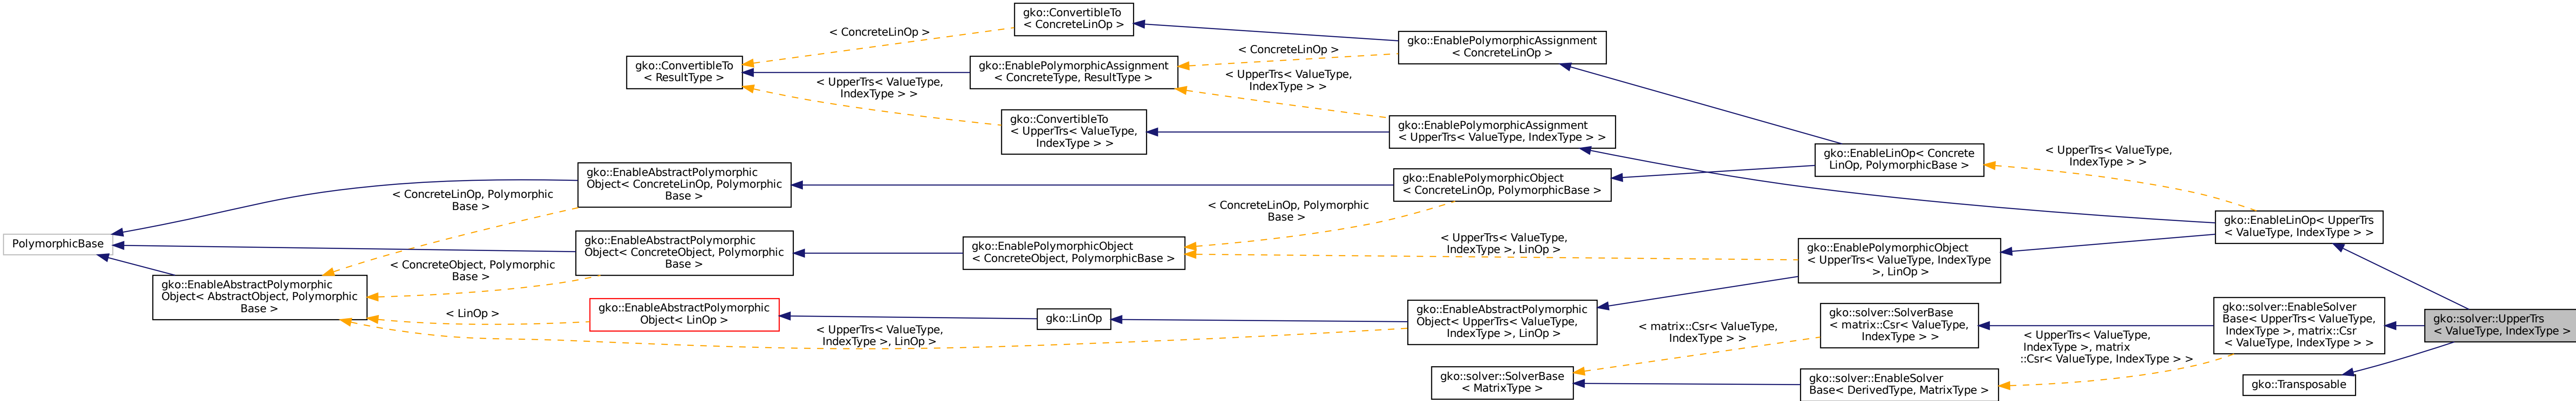 gko::ConvertibleTo
< ConcreteLinOp >
< ConcreteLinOp >
gko::EnablePolymorphicAssignment
< ConcreteLinOp >
< ConcreteLinOp >
gko::ConvertibleTo
< ResultType >
gko::EnablePolymorphicAssignment
< ConcreteType, ResultType >
< UpperTrs< ValueType,
IndexType > >
< UpperTrs< ValueType,
IndexType > >
gko::ConvertibleTo
< UpperTrs< ValueType,
IndexType > >
gko::EnablePolymorphicAssignment
< UpperTrs< ValueType, IndexType > >
gko::EnableLinOp< Concrete
LinOp, PolymorphicBase >
< UpperTrs< ValueType,
IndexType > >
gko::EnableAbstractPolymorphic
Object< ConcreteLinOp, Polymorphic
Base >
gko::EnablePolymorphicObject
< ConcreteLinOp, PolymorphicBase >
< ConcreteLinOp, Polymorphic
Base >
< ConcreteLinOp, Polymorphic
Base >
gko::EnableLinOp< UpperTrs
< ValueType, IndexType > >
PolymorphicBase
gko::EnableAbstractPolymorphic
Object< ConcreteObject, Polymorphic
Base >
gko::EnablePolymorphicObject
< ConcreteObject, PolymorphicBase >
< UpperTrs< ValueType,
IndexType >, LinOp >
gko::EnablePolymorphicObject
< UpperTrs< ValueType, IndexType
>, LinOp >
< ConcreteObject, Polymorphic
Base >
gko::EnableAbstractPolymorphic
Object< AbstractObject, Polymorphic
Base >
< LinOp >
gko::EnableAbstractPolymorphic
Object< LinOp >
gko::LinOp
< UpperTrs< ValueType,
IndexType >, LinOp >
gko::EnableAbstractPolymorphic
Object< UpperTrs< ValueType,
IndexType >, LinOp >
< matrix::Csr< ValueType,
IndexType > >
gko::solver::SolverBase
< matrix::Csr< ValueType,
IndexType > >
gko::solver::EnableSolver
Base< UpperTrs< ValueType,
IndexType >, matrix::Csr
< ValueType, IndexType > >
gko::solver::UpperTrs
< ValueType, IndexType >
< UpperTrs< ValueType,
IndexType >, matrix
::Csr< ValueType, IndexType > >
gko::solver::SolverBase
< MatrixType >
gko::solver::EnableSolver
Base< DerivedType, MatrixType >
gko::Transposable